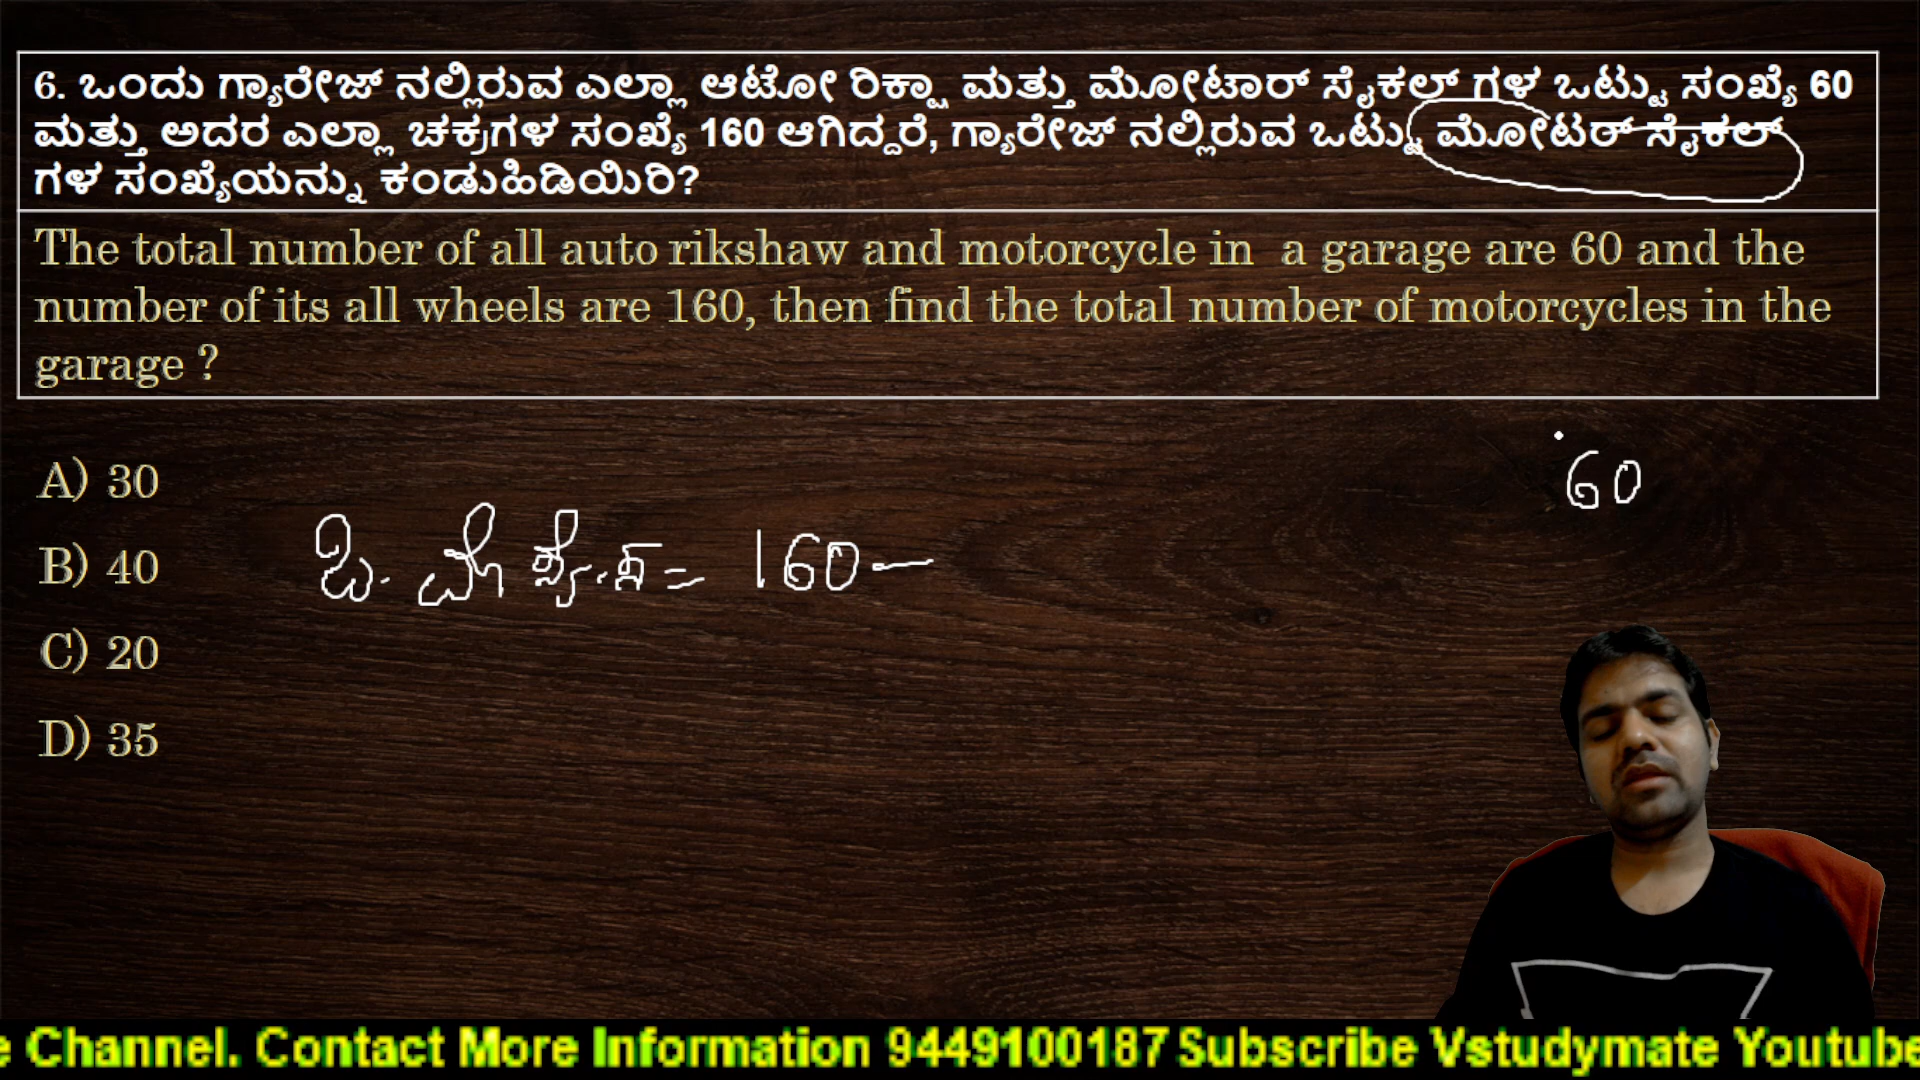 6. ಒಂದು ಗ್ಯಾರೇಜ್ ನಲ್ಲಿರುವ ಎಲ್ಲಾ ಆಟೋ ರಿಕ್ಷಾ ಮತ್ತು ಮೋಟಾರ್ ಸೈಕಲ್ ಗಳ ಒಟ್ಟು ಸಂಖ್ಯೆ 60
ಮತ್ತು ಅದರ ಎಲ್ಲಾ ಚಕ್ರಗಳ ಸಂಖ್ಯೆ 160 ಆಗಿದ್ದರೆ, ಗ್ಯಾರೇಜ್ ನಲ್ಲಿರುವ ಒಟ್ಟು ಮೋಟರ್ ಸೈಕಲ್
ಗಳ ಸಂಖ್ಯೆಯನ್ನು ಕಂಡುಹಿಡಿಯಿರಿ?
The total number of all auto rikshaw and motorcycle in a garage are 60 and the
number of its all wheels are 160, then find the total number of motorcycles in the
garage ?
60
A) 30
B) 40
= 160 -
C) 20
D) 35
e Channel. Contact More Information 9449100187 Subscribe Vstudymate Youtube